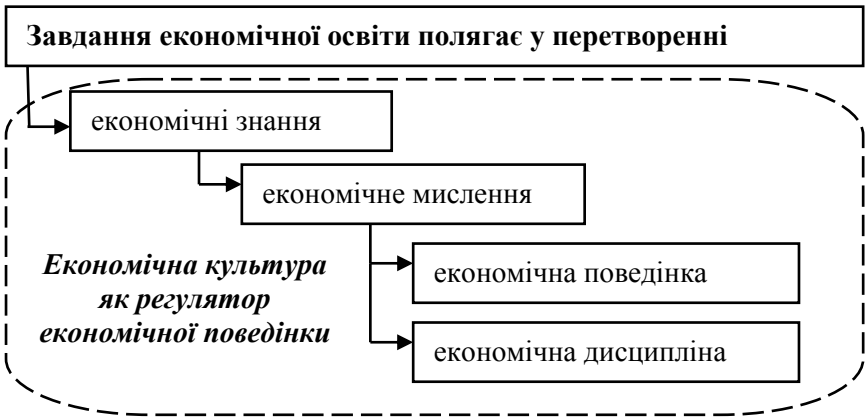 Завдання економічної освіти полягає у перетворенні
економічні знання
економічне мислення
Економічна культура
як регулятор
економічної поведінки
економічна поведінка
економічна дисципліна